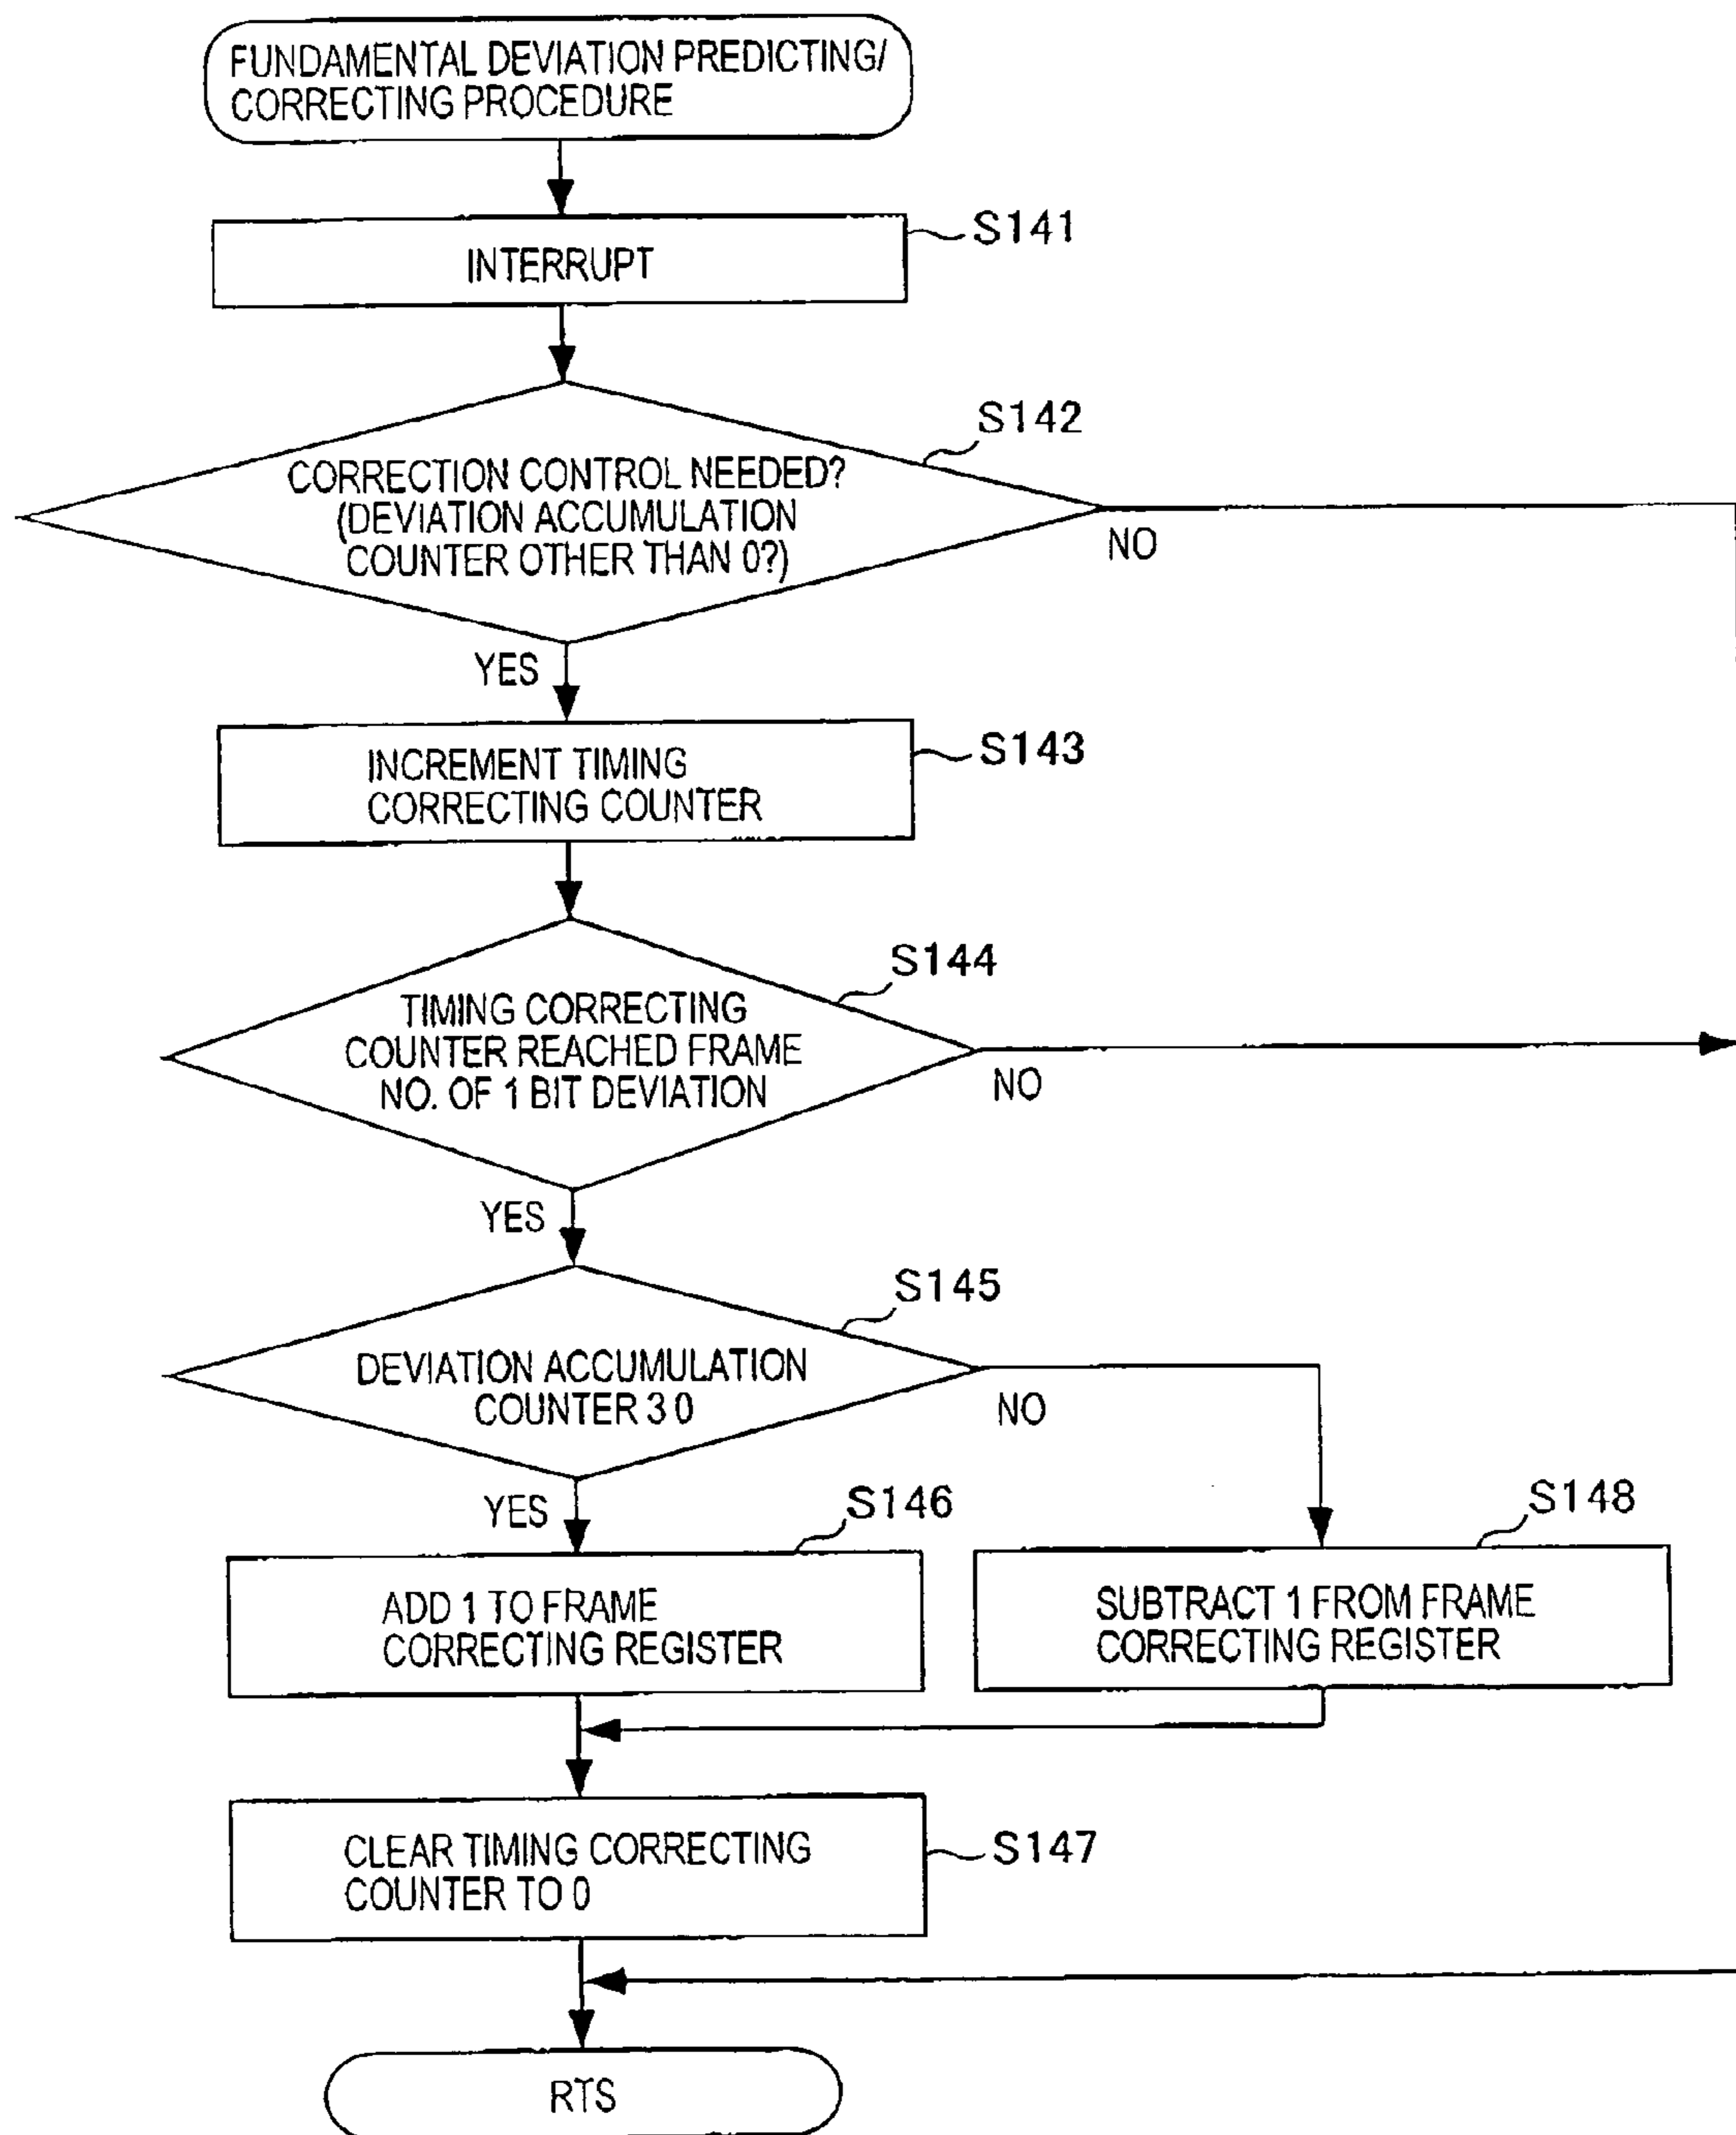 FUNDAMENTAL DEVIATION PREDICTING/
CORRECTING PROCEDURE
S141
INTERRUPT
S142
CORRECTION CONTROL NEEDED?
(DEVIATION ACCUMULATION
COUNTER OTHER THAN 0?)
NO
YES
S143
INCREMENT TIMING
CORRECTING COUNTER
S144
TIMING CORRECTING
COUNTER REACHED FRAME
NO. OF 1 BIT DEVIATION
NO
YES
S145
DEVIATION ACCUMULATION
COUNTER 3 0
NO
YES
S146
ADD 1 TO FRAME
CORRECTING REGISTER
S148
SUBTRACT 1 FROM FRAME
CORRECTING REGISTER
S147
CLEAR TIMING CORRECTING
COUNTER TO 0
RTS